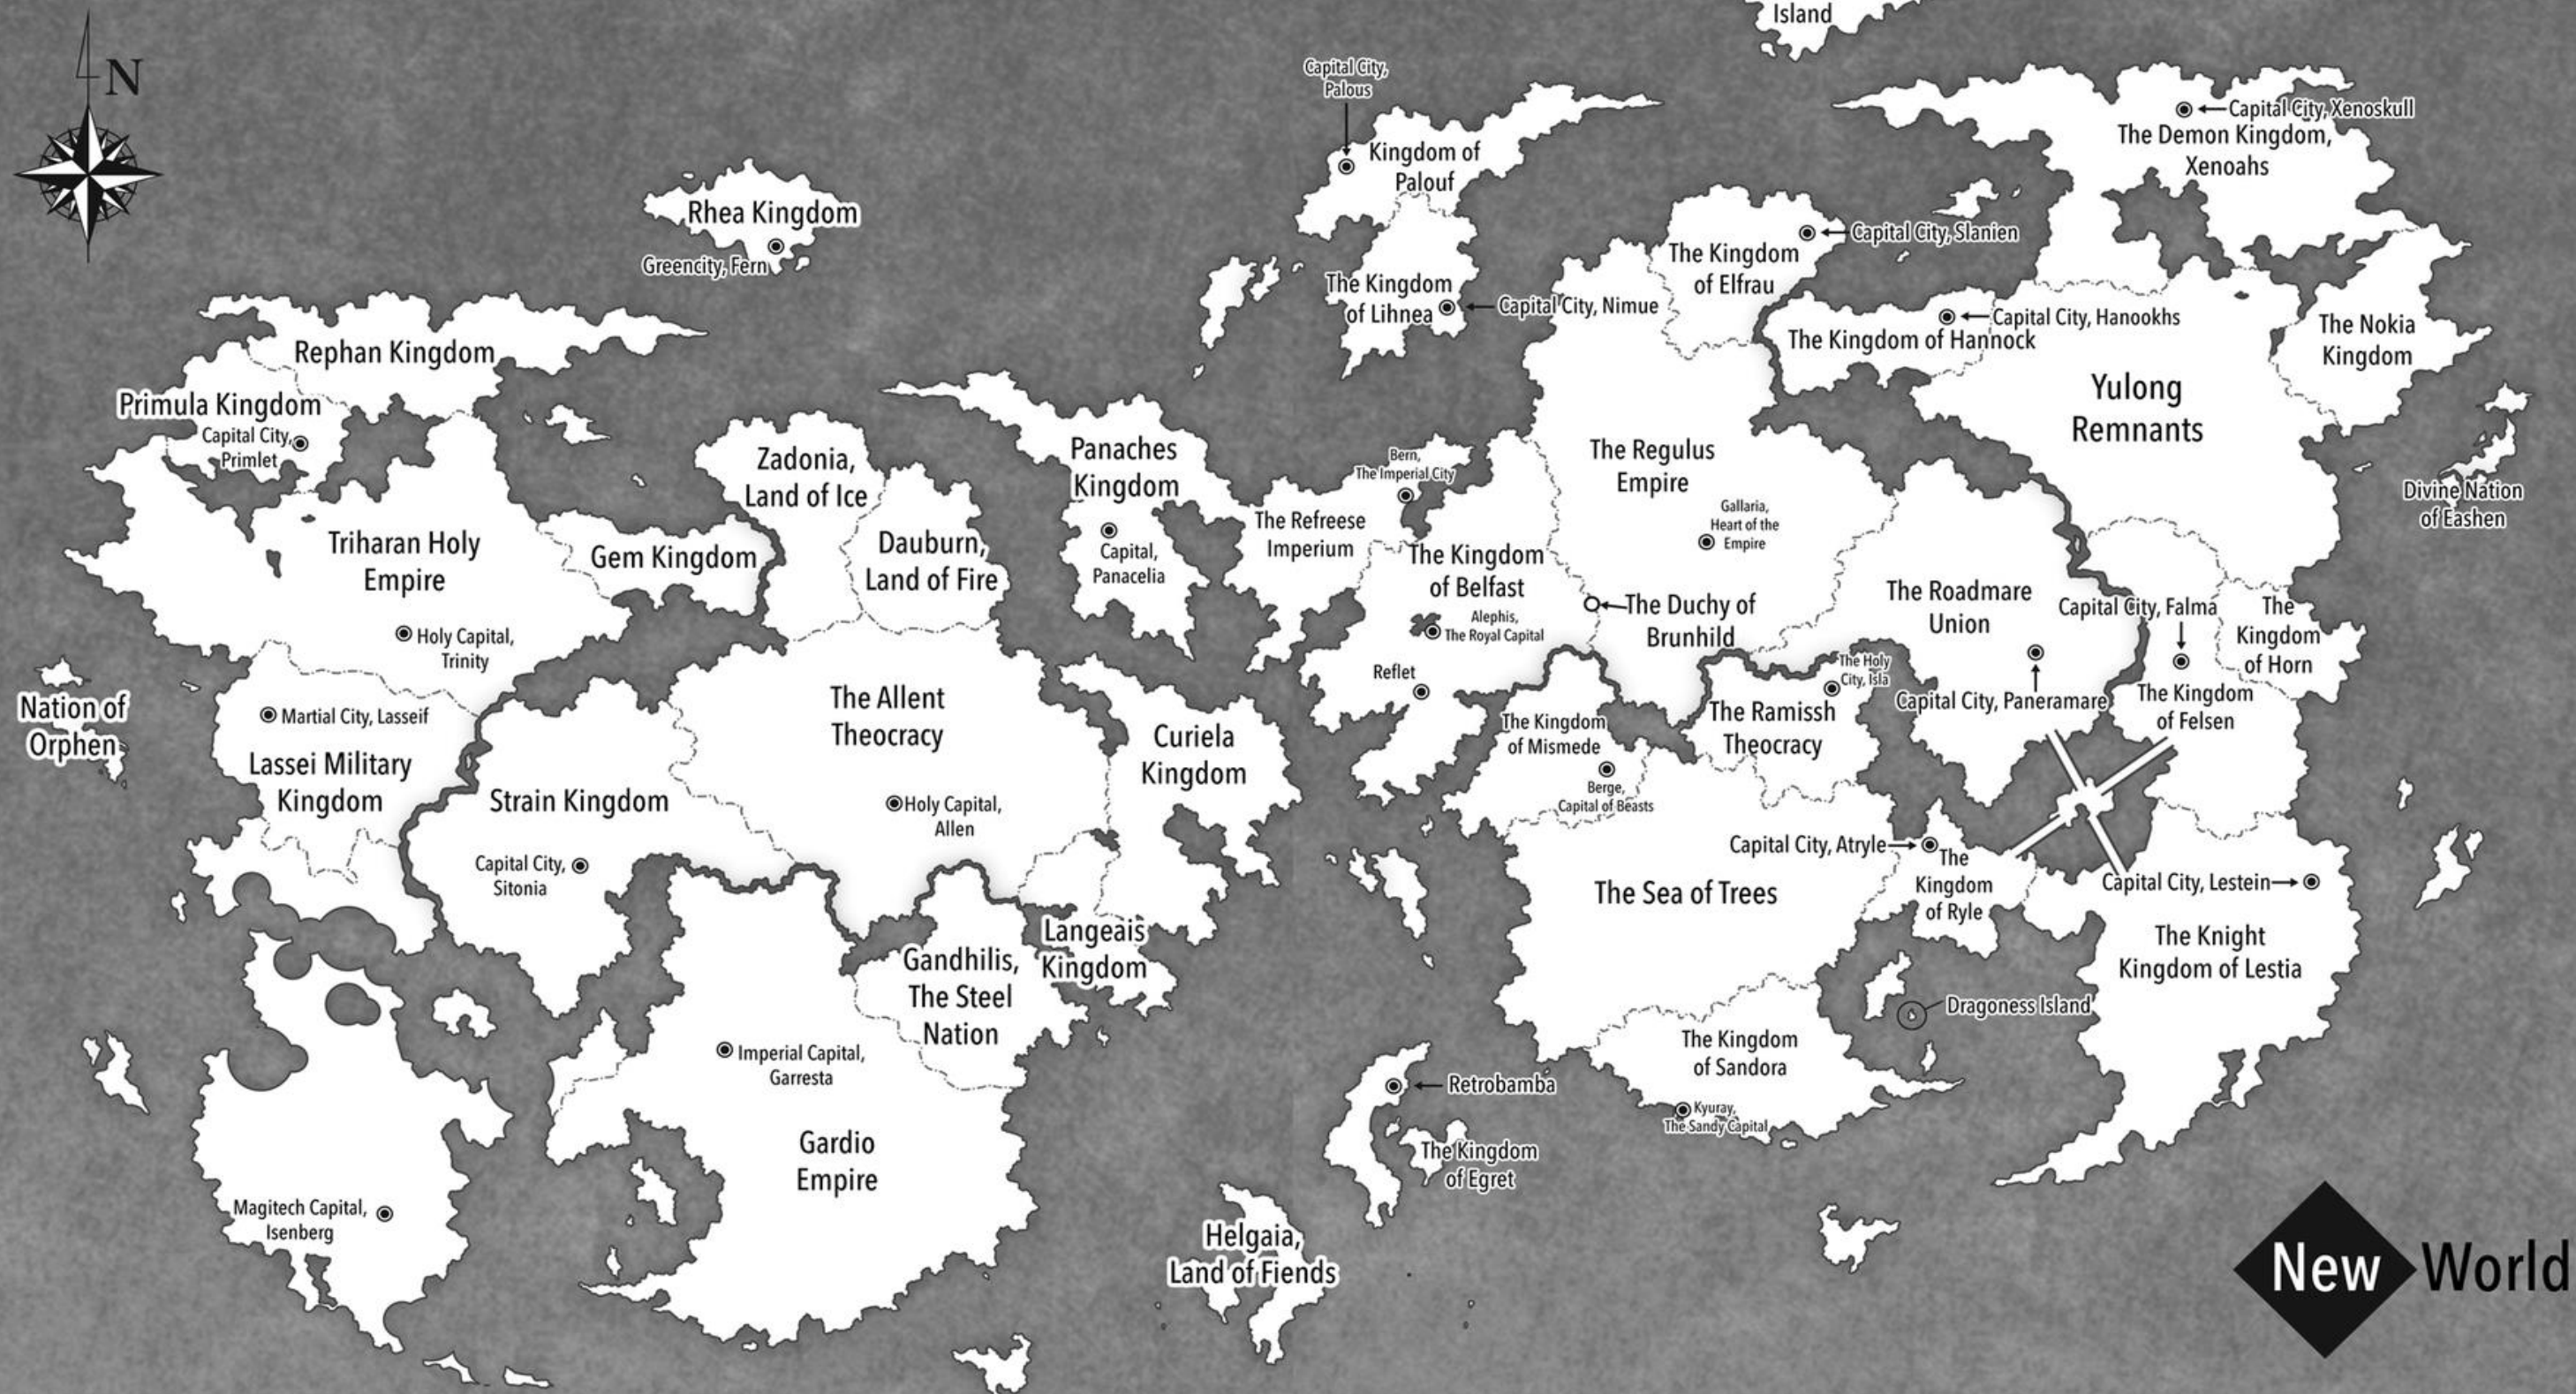 N
Island
Capital City,
Palous
Kingdom of
Palouf
Capital City, Xenoskull
The Demon Kingdom,
Xenoahs
Rhea Kingdom
Greencity, Fern
The Kingdom
of Elfrau
Capital City, Slanien
The Kingdom
of Lihnea
Capital City, Nimue
Capital City, Hanookhs
The Kingdom of Hannock
The Nokia
Kingdom
Rephan Kingdom
Primula Kingdom
Capital City,
Primlet
Yulong
Remnants
Zadonia,
Land of Ice
Panaches
Kingdom
Capital,
Panacelia
Bern,
The Imperial City
The Refreese
Imperium
The Regulus
Empire
Gallaria,
Heart of the
Empire
Divine Nation
of Eashen
Triharan Holy
Empire
Holy Capital,
Trinity
Gem Kingdom
Dauburn,
Land of Fire
The Kingdom
of Belfast
Alephis,
The Royal Capital
Reflet
The Duchy of
Brunhild
The Roadmare
Union
Capital City, Paneramare
Capital City, Falma
The Kingdom
of Felsen
The
Kingdom
of Horn
The Holy
City, Isla
The Ramissh
Theocracy
The Kingdom
of Mismede
Berge,
Capital of Beasts
Nation of
Orphen
Martial City, Lasseif
Lassei Military
Kingdom
Strain Kingdom
Capital City,
Sitonia
The Allent
Theocracy
Holy Capital,
Allen
Curiela
Kingdom
Capital City, Atryle
The
Kingdom
of Ryle
The Sea of Trees
Capital City, Lestein
The Knight
Kingdom of Lestia
Langeais
Kingdom
Gandhilis,
The Steel
Nation
Dragoness Island
The Kingdom
of Sandora
Kyuray,
The Sandy Capital
Imperial Capital,
Garresta
Gardio
Empire
Retrobamba
The Kingdom
of Egret
Magitech Capital,
Isenberg
Helgaia,
Land of Fiends
New World